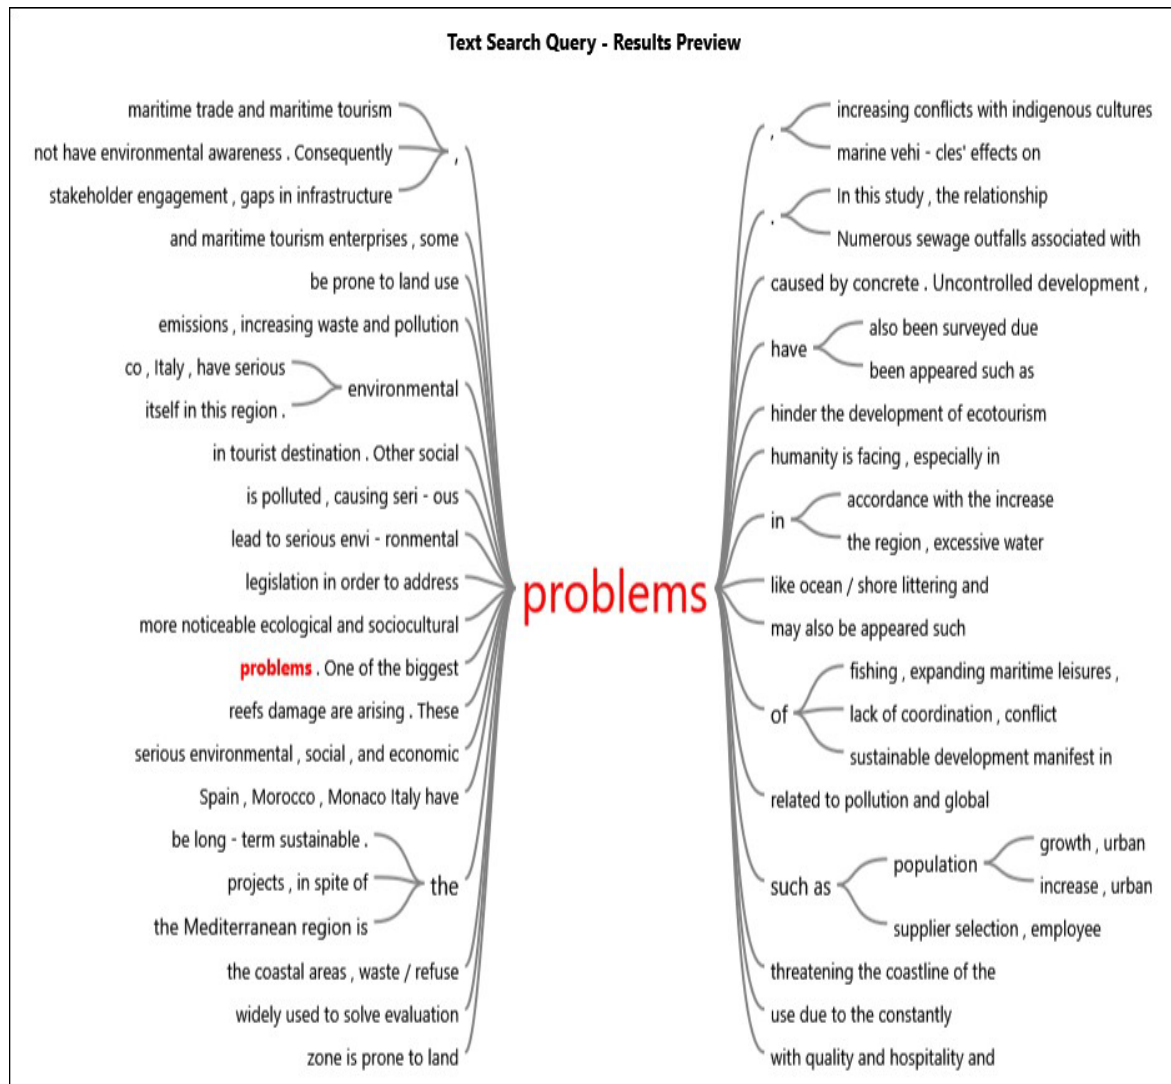 Text Search Query - Results Preview
maritime trade and maritime tourism
not have environmental awareness . Consequently
stakeholder engagement , gaps in infrastructure
,
and maritime tourism enterprises , some
be prone to land use
emissions , increasing waste and pollution
co , Italy , have serious
itself in this region .
environmental
in tourist destination . Other social
is polluted , causing seri - ous
lead to serious envi - ronmental
legislation in order to address
more noticeable ecological and sociocultural
problems . One of the biggest
reefs damage are arising . These
serious environmental , social , and economic
Spain , Morocco , Monaco Italy have
be long - term sustainable .
projects , in spite of
the Mediterranean region is
the
the coastal areas , waste / refuse
widely used to solve evaluation
zone is prone to land
problems
,
increasing conflicts with indigenous cultures
marine vehi - cles' effects on
.
In this study , the relationship
Numerous sewage outfalls associated with
caused by concrete . Uncontrolled development ,
have
also been surveyed due
been appeared such as
hinder the development of ecotourism
humanity is facing , especially in
in
accordance with the increase
the region , excessive water
like ocean / shore littering and
may also be appeared such
of
fishing , expanding maritime leisures ,
lack of coordination , conflict
sustainable development manifest in
related to pollution and global
such as
population
growth , urban
increase , urban
supplier selection , employee
threatening the coastline of the
use due to the constantly
with quality and hospitality and